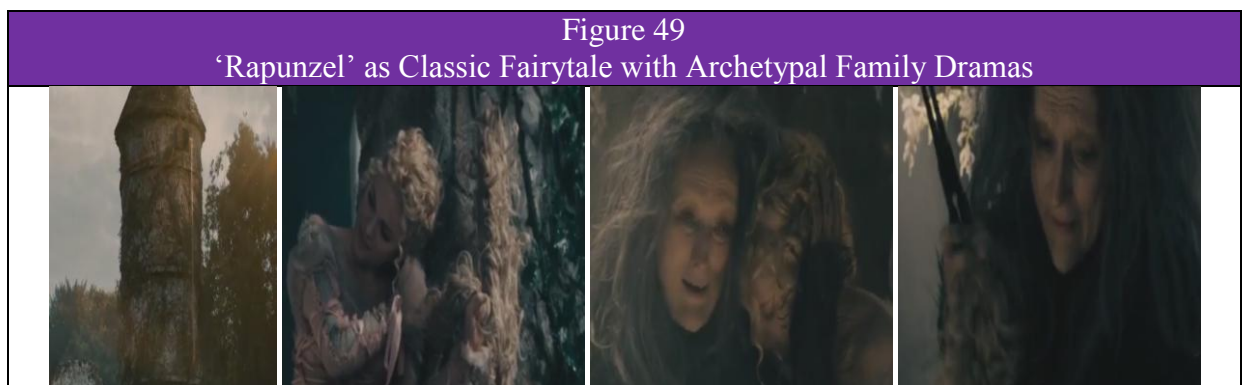 Figure 49
‘Rapunzel’ as Classic Fairytale with Archetypal Family Dramas